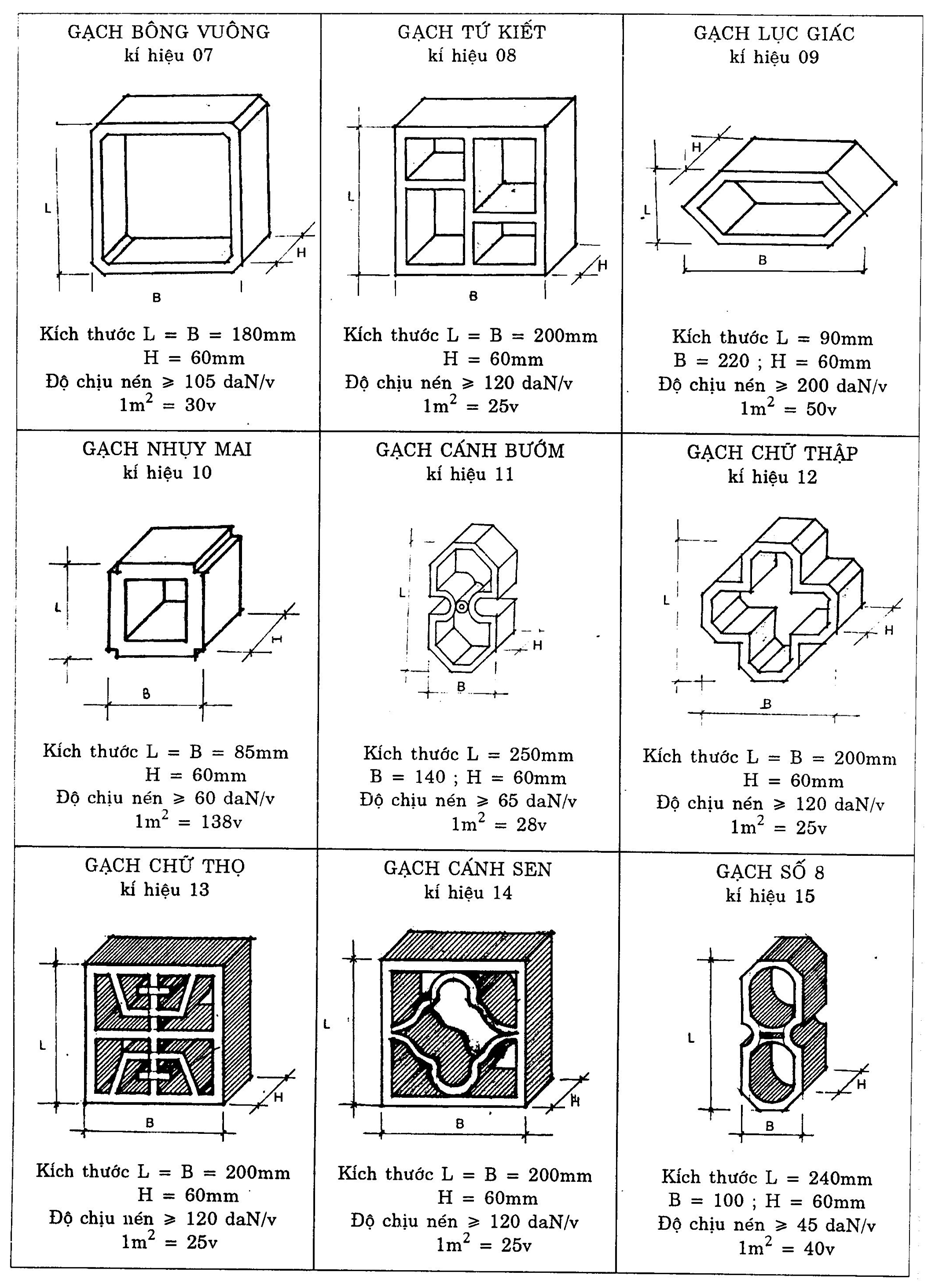 GẠCH BÔNG VUÔNG
kí hiệu 07
L
H
B
Kích thước L = B = 180mm
H = 60mm
Độ chịu nén ⩾ 105 daN/v
1m² = 30v
GẠCH TỨ KIẾT
kí hiệu 08
L
H
B
Kích thước L = B = 200mm
H = 60mm
Độ chịu nén ⩾ 120 daN/v
1m² = 25v
GẠCH LỤC GIÁC
kí hiệu 09
H
L
B
Kích thước L = 90mm
B = 220 ; H = 60mm
Độ chịu nén ⩾ 200 daN/v
1m² = 50v
GẠCH NHỤY MAI
kí hiệu 10
L
H
B
Kích thước L = B = 85mm
H = 60mm
Độ chịu nén ⩾ 60 daN/v
1m² = 138v
GẠCH CÁNH BƯỚM
kí hiệu 11
L
H
B
Kích thước L = 250mm
B = 140 ; H = 60mm
Độ chịu nén ⩾ 65 daN/v
1m² = 28v
GẠCH CHỮ THẬP
kí hiệu 12
L
H
B
Kích thước L = B = 200mm
H = 60mm
Độ chịu nén ⩾ 120 daN/v
1m² = 25v
GẠCH CHỮ THỌ
kí hiệu 13
L
H
B
Kích thước L = B = 200mm
H = 60mm
Độ chịu nén ⩾ 120 daN/v
1m² = 25v
GẠCH CÁNH SEN
kí hiệu 14
L
H
B
Kích thước L = B = 200mm
H = 60mm
Độ chịu nén ⩾ 120 daN/v
1m² = 25v
GẠCH SỐ 8
kí hiệu 15
L
H
B
Kích thước L = 240mm
B = 100 ; H = 60mm
Độ chịu nén ⩾ 45 daN/v
1m² = 40v